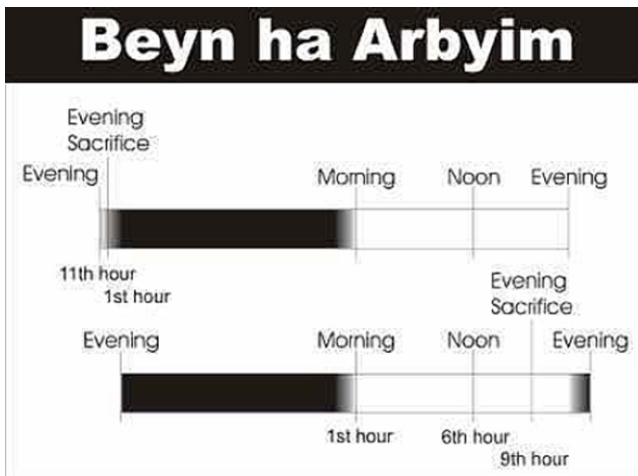 Beyn ha Arbyim
Evening
Sacrifice
Evening
Morning
Noon
Evening
11th hour
1st hour
Evening
Sacrifice
Evening
Morning
Noon
Evening
1st hour
6th hour
9th hour